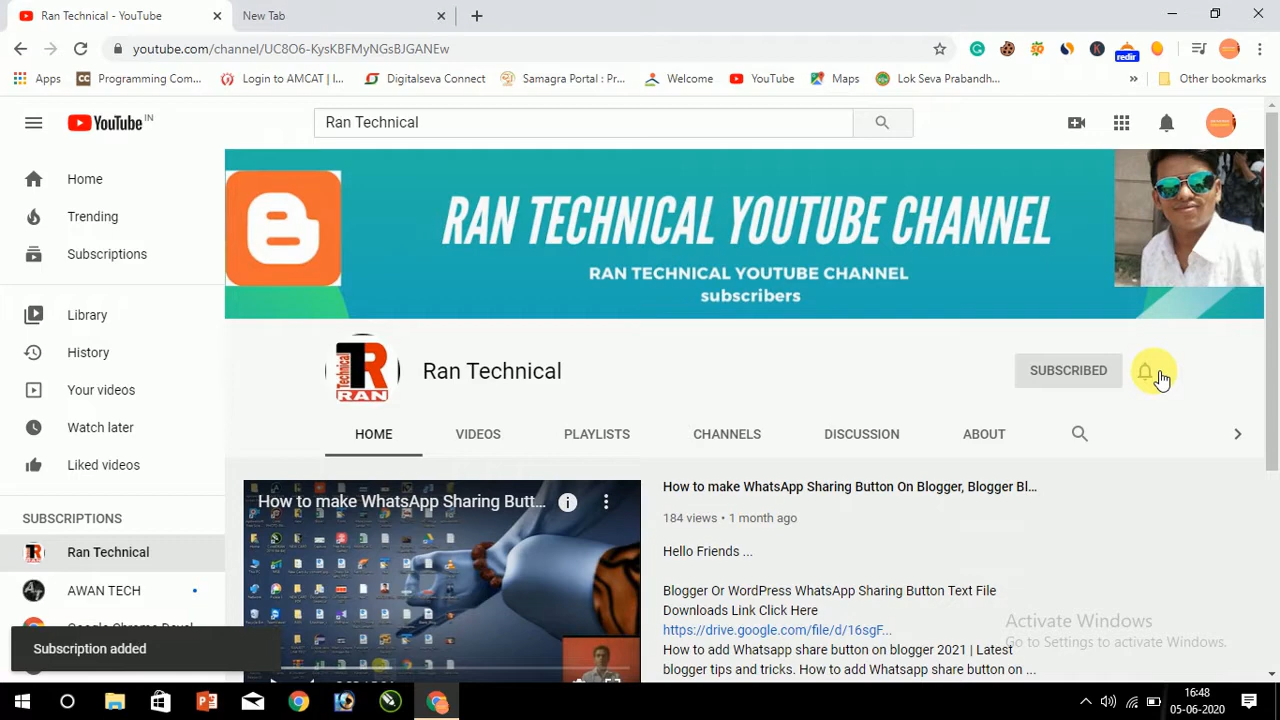 Ran Technical - YouTube
New Tab
youtube.com/channel/UC8O6-KysKBFMyNGsBJGANEw
redir
Apps
Programming Com...
Login to AMCAT | I...
Digitalseva Connect
Samagra Portal : Pr...
Welcome
YouTube
Maps
Lok Seva Prabandh...
Other bookmarks
YouTube IN
Ran Technical
RAN TECHNICAL YOUTUBE CHANNEL
RAN TECHNICAL YOUTUBE CHANNEL
subscribers
Home
Trending
Subscriptions
Library
History
Your videos
Watch later
Liked videos
SUBSCRIPTIONS
Ran Technical
AWAN TECH
Subscription added
Technical
TR
RAN
Ran Technical
SUBSCRIBED
HOME
VIDEOS
PLAYLISTS
CHANNELS
DISCUSSION
ABOUT
How to make WhatsApp Sharing Butt...
How to make WhatsApp Sharing Button On Blogger, Blogger Bl...
184 views • 1 month ago
Hello Friends ...
Blogger Or WordPress WhatsApp Sharing Button Text File
Downloads Link Click Here
https://drive.google.com/file/d/16sgF...
How to add Whatsapp share button on blogger 2021 | Latest
blogger tips and tricks. How to add Whatsapp share button on ...
Activate Windows
Go to Settings to activate Windows.
16:48
05-06-2020